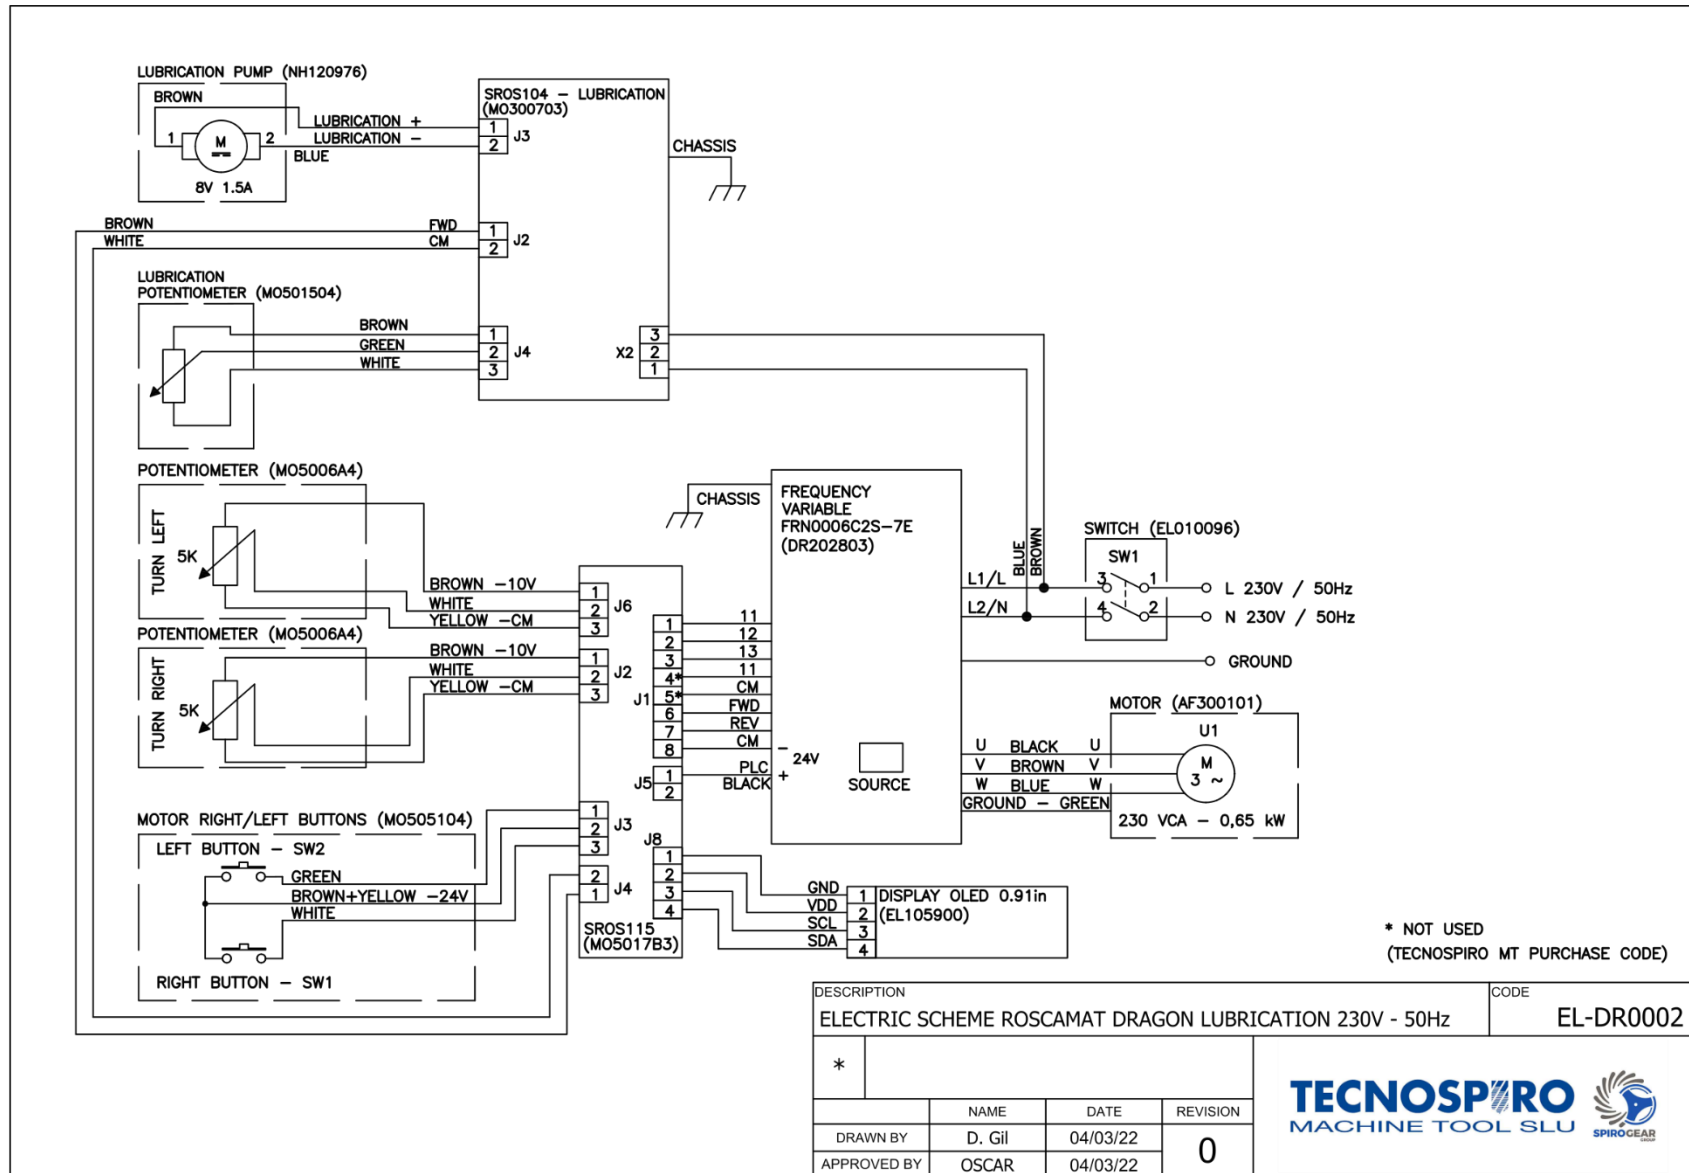 LUBRICATION PUMP (NH120976)
BROWN
LUBRICATION +
LUBRICATION -
1
M
2
BLUE
8V 1.5A
SROS104 - LUBRICATION
(MO300703)
1
2
J3
CHASSIS
BROWN
FWD
WHITE
CM
1
2
J2
LUBRICATION
POTENTIOMETER (MO501504)
BROWN
GREEN
WHITE
1
2
3
J4
X2
3
2
1
POTENTIOMETER (MO5006A4)
TURN LEFT
5K
BROWN -10V
WHITE
YELLOW -CM
1
2
3
J6
POTENTIOMETER (MO5006A4)
TURN RIGHT
5K
BROWN -10V
WHITE
YELLOW -CM
1
2
3
J2
CHASSIS
FREQUENCY
VARIABLE
FRN0006C2S-7E
(DR202803)
1
2
3
4*
5*
6
7
8
J1
11
12
13
11
CM
FWD
REV
CM
-
24V
+
J5
1
2
PLC
BLACK
SOURCE
L1/L
L2/N
BLUE
BROWN
SWITCH (EL010096)
SW1
3
1
4
2
L 230V / 50Hz
N 230V / 50Hz
GROUND
MOTOR (AF300101)
U1
U BLACK U
V BROWN V
W BLUE W
GROUND - GREEN
M
3 ~
230 VCA - 0,65 kW
MOTOR RIGHT/LEFT BUTTONS (MO505104)
LEFT BUTTON - SW2
GREEN
BROWN+YELLOW -24V
WHITE
RIGHT BUTTON - SW1
1
2
3
J3
2
1
J4
J8
1
2
3
4
SROS115
(MO5017B3)
GND
VDD
SCL
SDA
1
2
3
4
DISPLAY OLED 0.91in
(EL105900)
* NOT USED
(TECNOSPIRO MT PURCHASE CODE)
DESCRIPTION
ELECTRIC SCHEME ROSCAMAT DRAGON LUBRICATION 230V - 50Hz
CODE
EL-DR0002
*
NAME DATE REVISION
DRAWN BY D. Gil 04/03/22
0
APPROVED BY OSCAR 04/03/22
TECNOSPIRO
MACHINE TOOL SLU
SPIROGEAR
GROUP